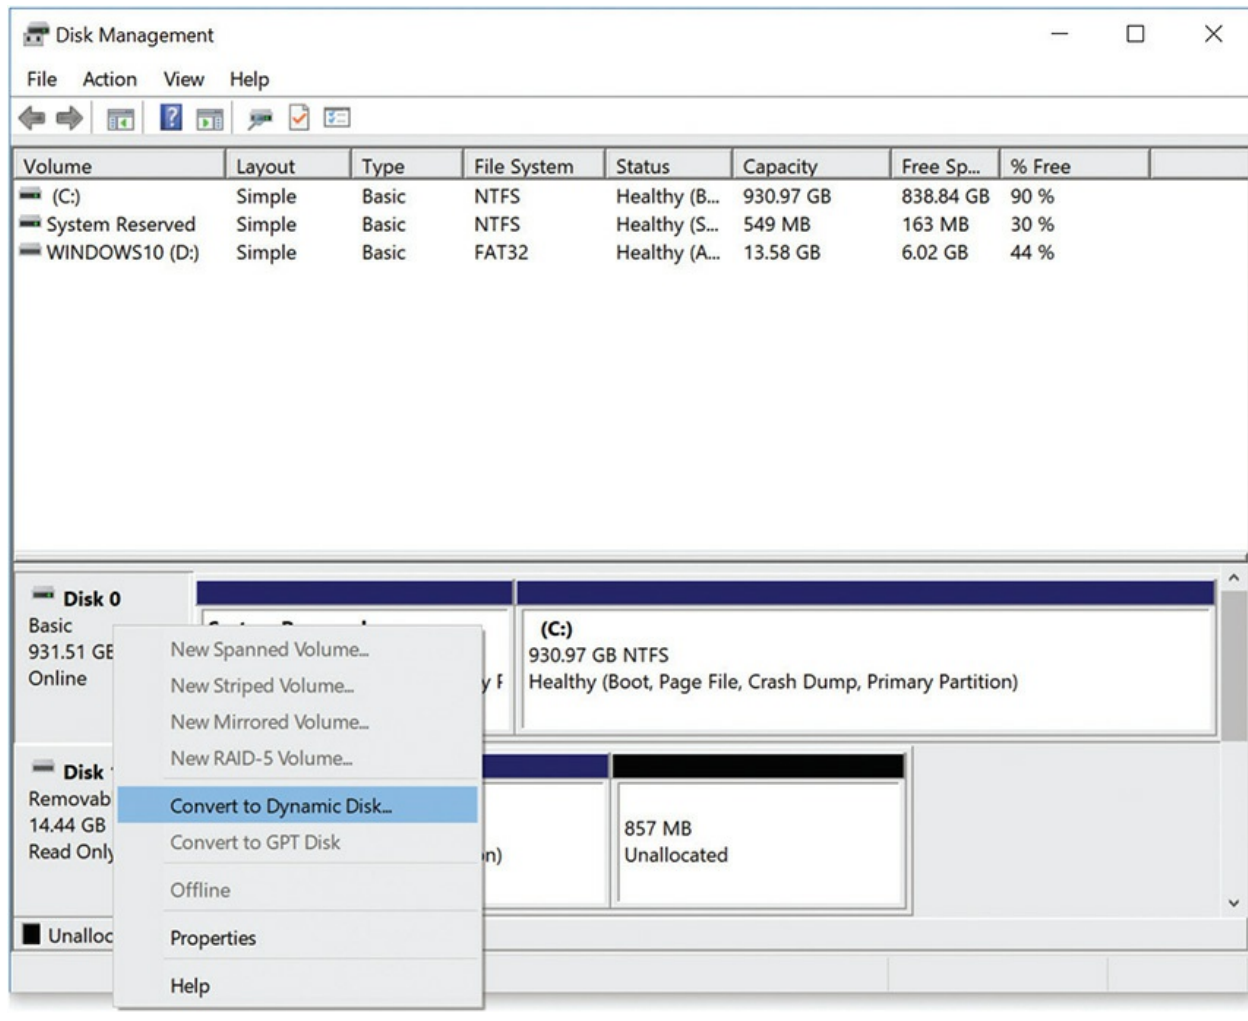 Disk Management
File Action View Help
Volume Layout Type File System Status Capacity Free Sp... % Free
(C:) Simple Basic NTFS Healthy (B... 930.97 GB 838.84 GB 90 %
System Reserved Simple Basic NTFS Healthy (S... 549 MB 163 MB 30 %
WINDOWS10 (D:) Simple Basic FAT32 Healthy (A... 13.58 GB 6.02 GB 44 %
Disk 0
Basic
931.51 GB
Online
(C:)
930.97 GB NTFS
Healthy (Boot, Page File, Crash Dump, Primary Partition)
New Spanned Volume...
New Striped Volume...
New Mirrored Volume...
New RAID-5 Volume...
Convert to Dynamic Disk...
Convert to GPT Disk
Offline
Properties
Help
Disk
Removab
14.44 GB
Read Only
857 MB
Unallocated
Unalloc